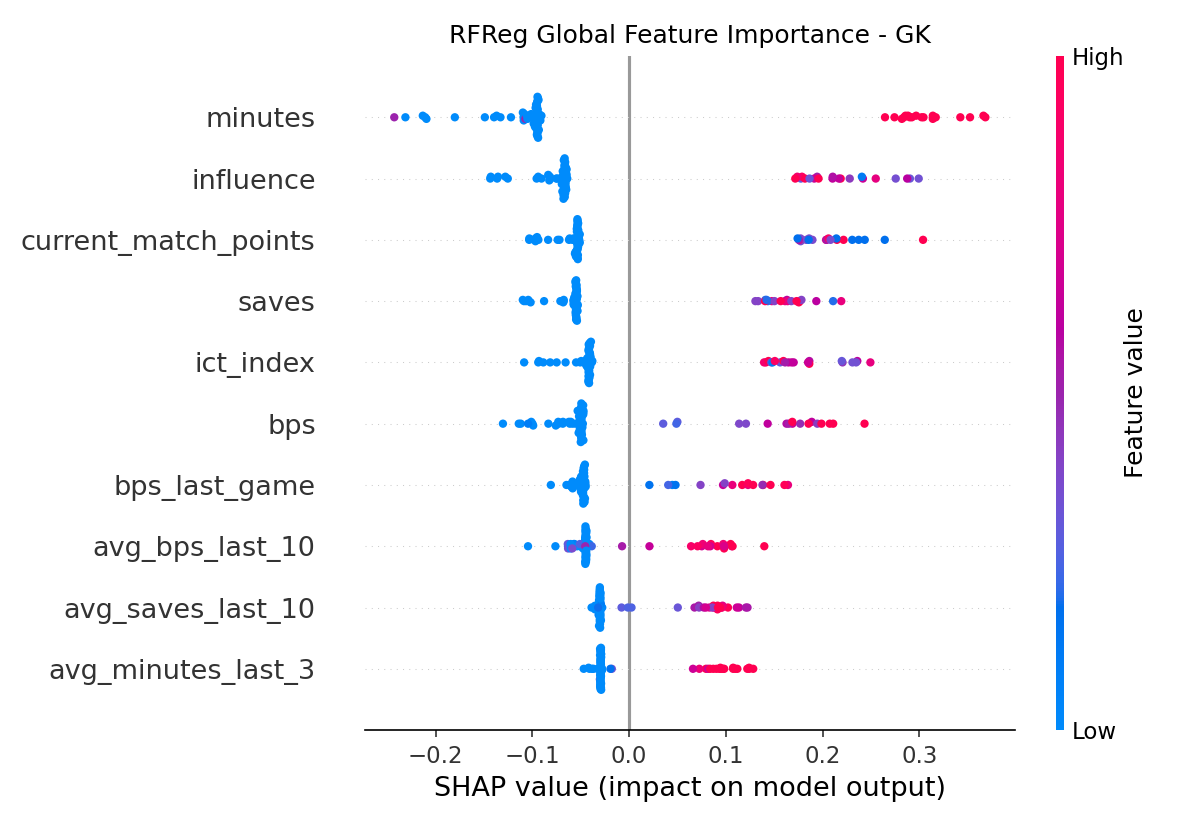 RFReg Global Feature Importance - GK
High
minutes
influence
current_match_points
saves
ict_index
bps
bps_last_game
avg_bps_last_10
avg_saves_last_10
avg_minutes_last_3
Feature value
Low
−0.2 −0.1 0.0 0.1 0.2 0.3
SHAP value (impact on model output)